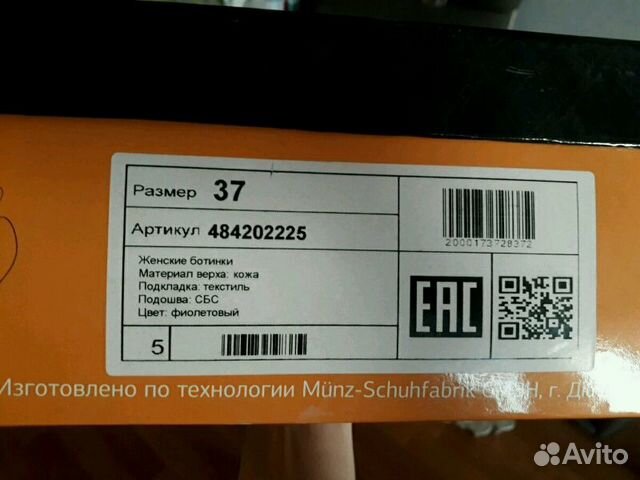 Размер 37
Артикул 484202225
Женские ботинки
Материал верха: кожа
Подкладка: текстиль
Подошва: СБС
Цвет: фиолетовый
5
2000173728372
EAC
Изготовлено по технологии Münz-Schuhfabrik г.
Avito